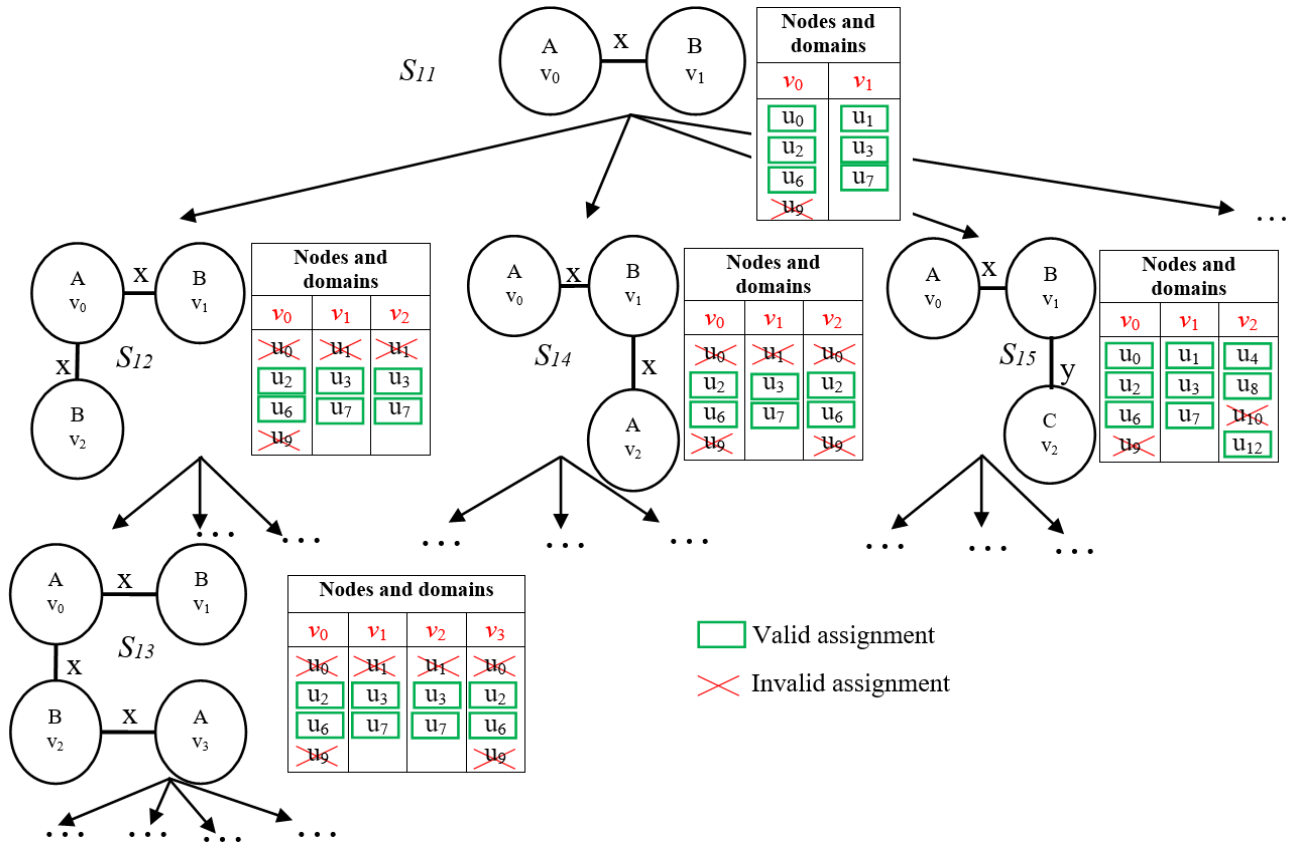 Nodes and
domains
v0 v1
u0 u1
u2 u3
u6 u7
u9
S11
A x B
v0 v1
...
A x B
v0 v1
x S12
B
v2
Nodes and
domains
v0 v1 v2
u0 u1 u1
u2 u3 u3
u6 u7 u7
u9
A x B
v0 v1
S14 x
A
v2
Nodes and
domains
v0 v1 v2
u0 u1 u0
u2 u3 u2
u6 u7 u6
u9 u9
A x B
v0 v1
S15 y
C
v2
Nodes and
domains
v0 v1 v2
u0 u1 u4
u2 u3 u8
u6 u7 u10
u9 u12
... ...
... ... ...
... ... ...
A x B
v0 v1
x S13
B x A
v2 v3
Nodes and domains
v0 v1 v2 v3
u0 u1 u1 u0
u2 u3 u3 u2
u6 u7 u7 u6
u9 u9
Valid assignment
Invalid assignment
... ... ... ...